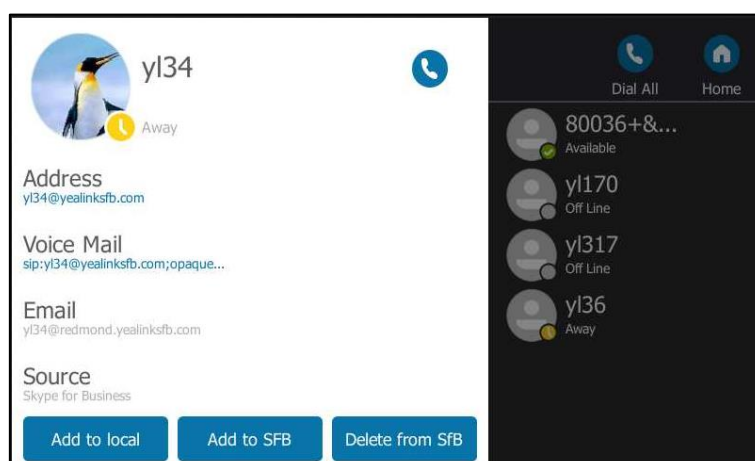 yl34
Away
Address
yl34@yealinksfb.com
Voice Mail
sip:yl34@yealinksfb.com;opaque...
Email
yl34@redmond.yealinksfb.com
Source
Skype for Business
Add to local
Add to SFB
Delete from SfB
Dial All
Home
80036+&...
Available
yl170
Off Line
yl317
Off Line
yl36
Away